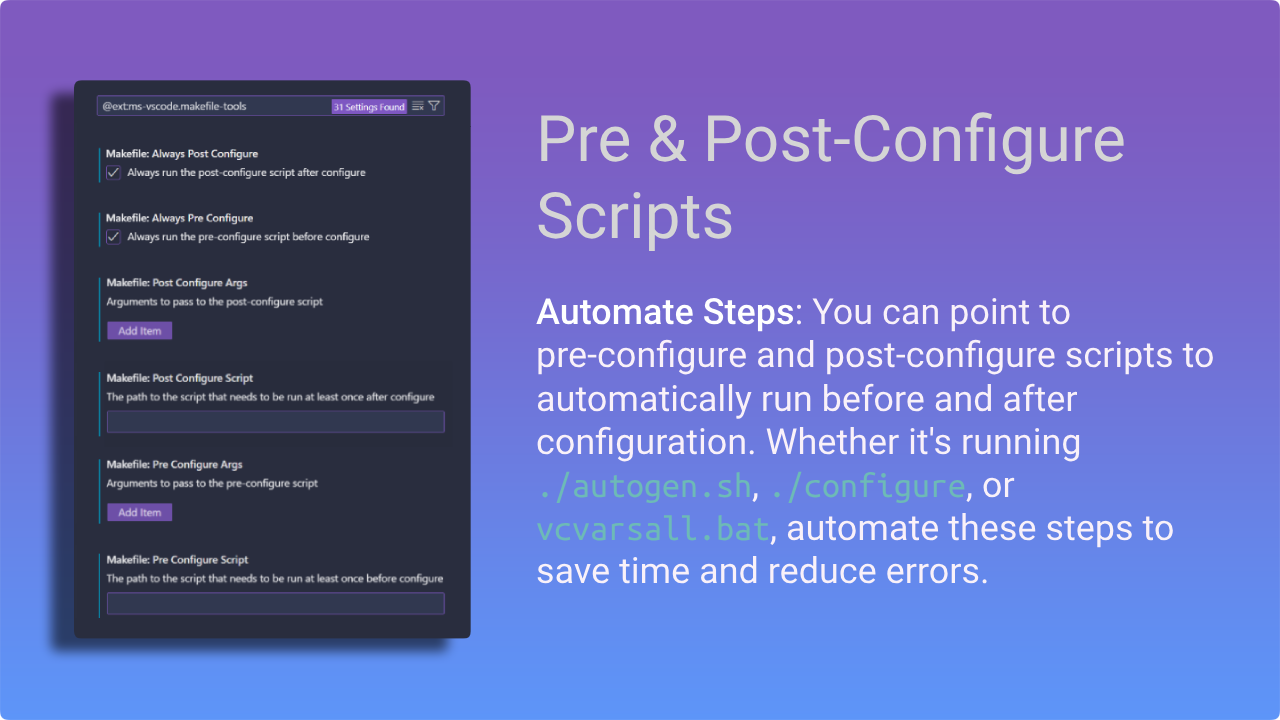 @ext:ms-vscode.makefile-tools
31 Settings Found
Makefile: Always Post Configure
Always run the post-configure script after configure
Makefile: Always Pre Configure
Always run the pre-configure script before configure
Makefile: Post Configure Args
Arguments to pass to the post-configure script
Add Item
Makefile: Post Configure Script
The path to the script that needs to be run at least once after configure
Makefile: Pre Configure Args
Arguments to pass to the pre-configure script
Add Item
Makefile: Pre Configure Script
The path to the script that needs to be run at least once before configure
Pre & Post-Configure
Scripts
Automate Steps: You can point to
pre-configure and post-configure scripts to
automatically run before and after
configuration. Whether it's running
./autogen.sh, ./configure, or
vcvarsall.bat, automate these steps to
save time and reduce errors.